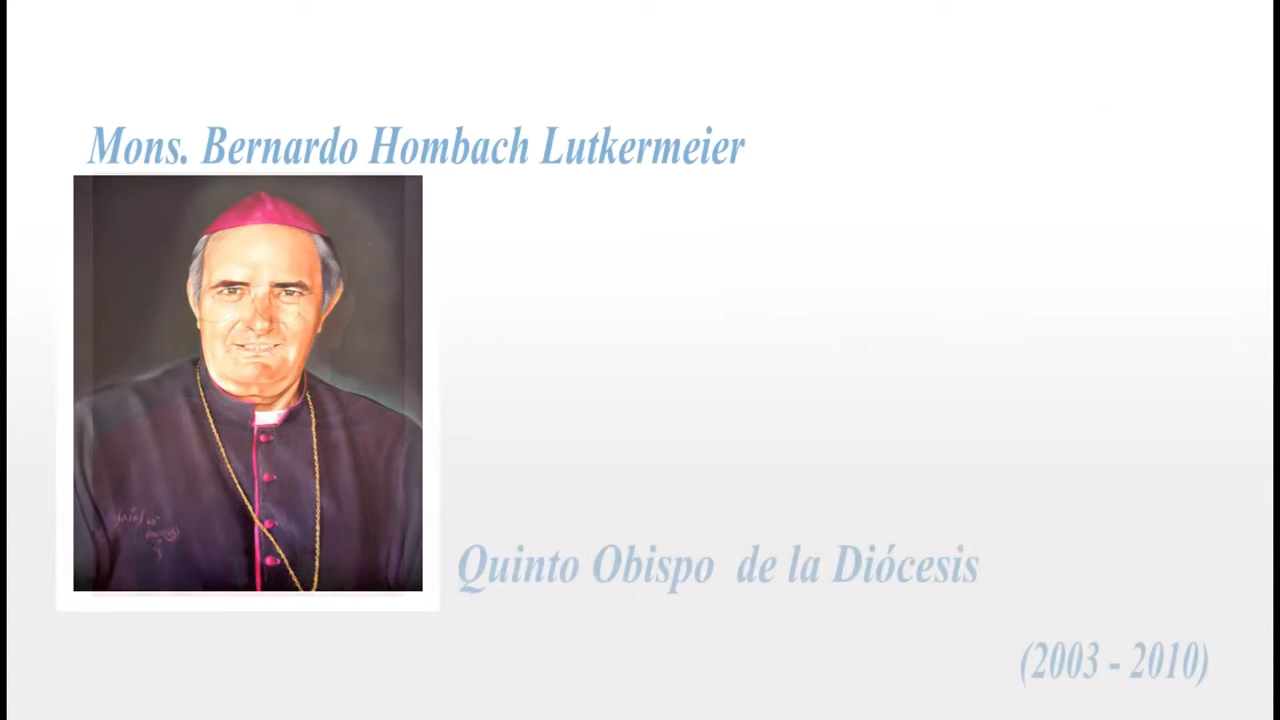 Mons. Bernardo Hombach Lutkermeier
Quinto Obispo de la Diócesis
(2003 - 2010)